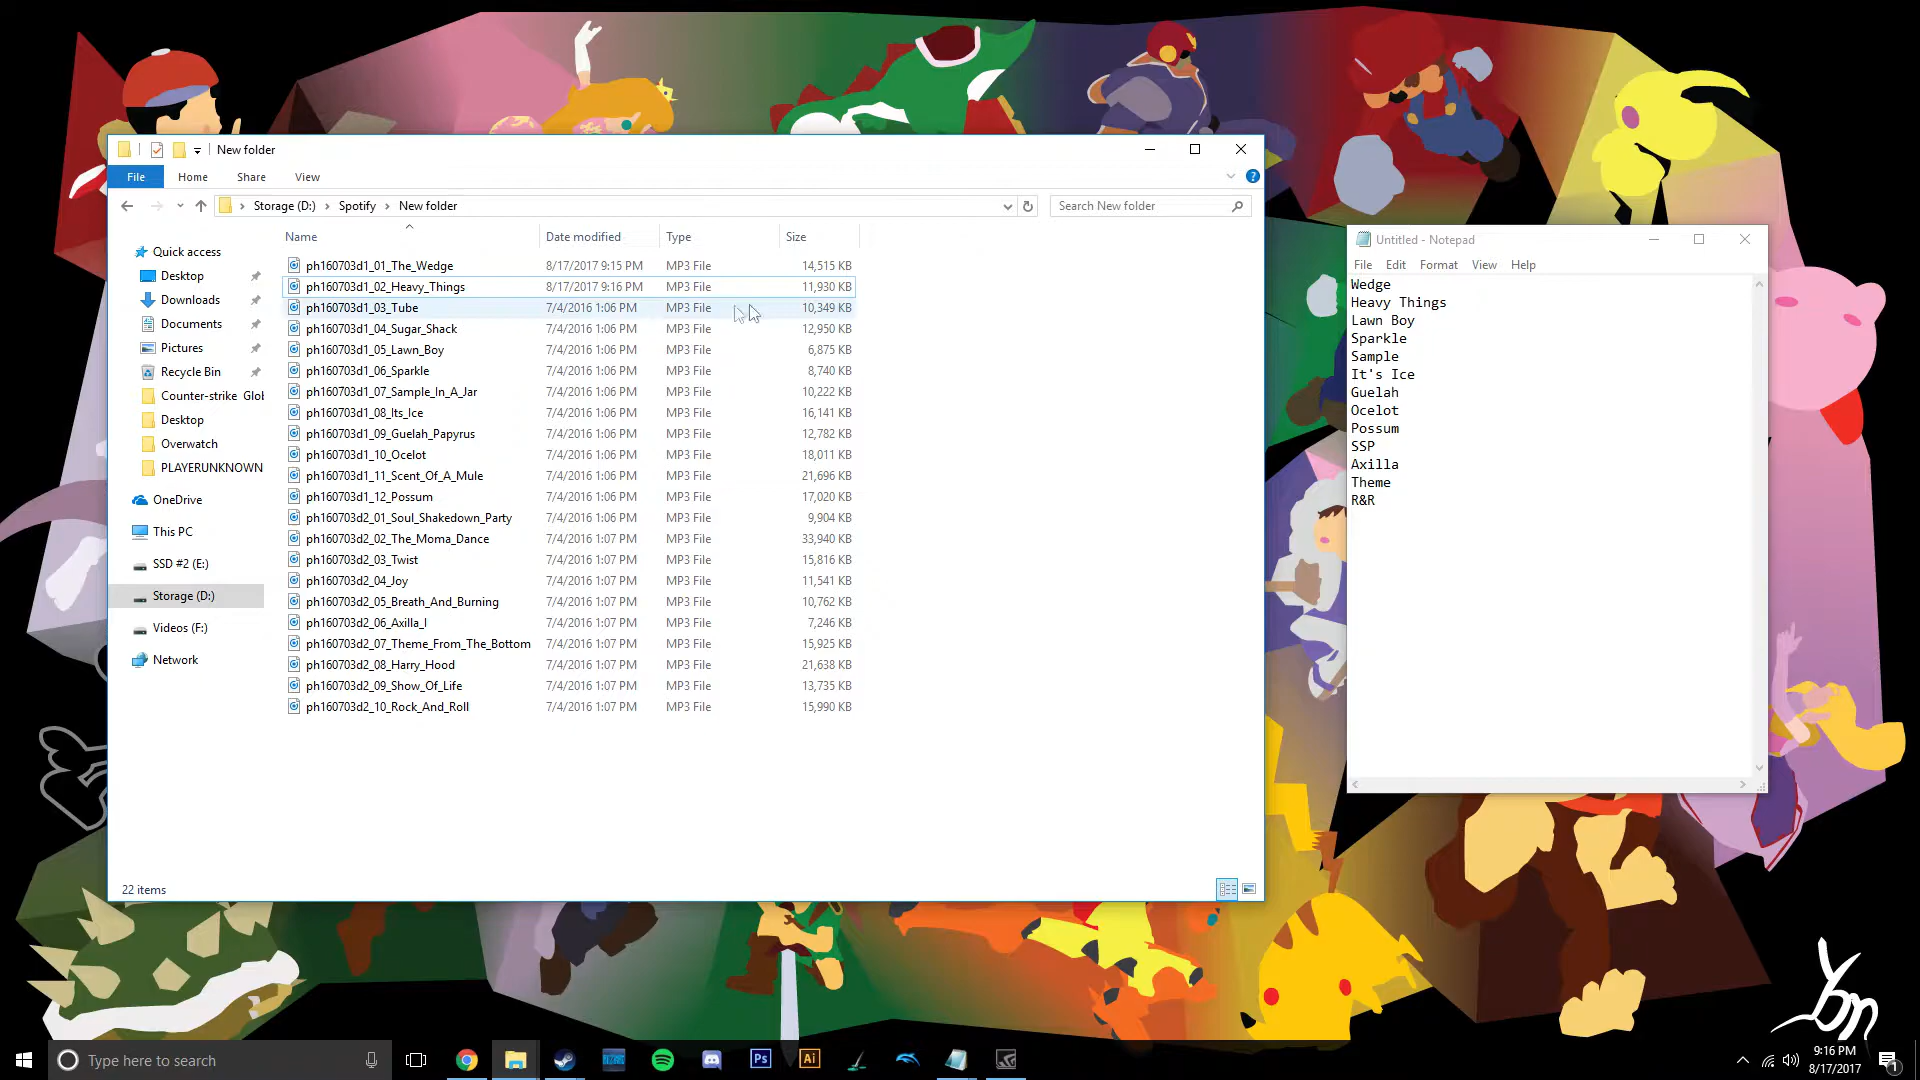 New folder
File Home Share View
Storage (D:) Spotify New folder
Search New folder
Name Date modified Type Size
Quick access
Desktop
Downloads
Documents
Pictures
Recycle Bin
Counter-strike Glob
Desktop
Overwatch
PLAYERUNKNOWN
OneDrive
This PC
SSD #2 (E:)
Storage (D:)
Videos (F:)
Network
ph160703d1_01_The_Wedge 8/17/2017 9:15 PM MP3 File 14,515 KB
ph160703d1_02_Heavy_Things 8/17/2017 9:16 PM MP3 File 11,930 KB
ph160703d1_03_Tube 7/4/2016 1:06 PM MP3 File 10,349 KB
ph160703d1_04_Sugar_Shack 7/4/2016 1:06 PM MP3 File 12,950 KB
ph160703d1_05_Lawn_Boy 7/4/2016 1:06 PM MP3 File 6,875 KB
ph160703d1_06_Sparkle 7/4/2016 1:06 PM MP3 File 8,740 KB
ph160703d1_07_Sample_In_A_Jar 7/4/2016 1:06 PM MP3 File 10,222 KB
ph160703d1_08_Its_Ice 7/4/2016 1:06 PM MP3 File 16,141 KB
ph160703d1_09_Guelah_Papyrus 7/4/2016 1:06 PM MP3 File 12,782 KB
ph160703d1_10_Ocelot 7/4/2016 1:06 PM MP3 File 18,011 KB
ph160703d1_11_Scent_Of_A_Mule 7/4/2016 1:06 PM MP3 File 21,696 KB
ph160703d1_12_Possum 7/4/2016 1:06 PM MP3 File 17,020 KB
ph160703d2_01_Soul_Shakedown_Party 7/4/2016 1:06 PM MP3 File 9,904 KB
ph160703d2_02_The_Moma_Dance 7/4/2016 1:07 PM MP3 File 33,940 KB
ph160703d2_03_Twist 7/4/2016 1:07 PM MP3 File 15,816 KB
ph160703d2_04_Joy 7/4/2016 1:07 PM MP3 File 11,541 KB
ph160703d2_05_Breath_And_Burning 7/4/2016 1:07 PM MP3 File 10,762 KB
ph160703d2_06_Axilla_I 7/4/2016 1:07 PM MP3 File 7,246 KB
ph160703d2_07_Theme_From_The_Bottom 7/4/2016 1:07 PM MP3 File 15,925 KB
ph160703d2_08_Harry_Hood 7/4/2016 1:07 PM MP3 File 21,638 KB
ph160703d2_09_Show_Of_Life 7/4/2016 1:07 PM MP3 File 13,735 KB
ph160703d2_10_Rock_And_Roll 7/4/2016 1:07 PM MP3 File 15,990 KB
22 items
Untitled - Notepad
File Edit Format View Help
Wedge
Heavy Things
Lawn Boy
Sparkle
Sample
It's Ice
Guelah
Ocelot
Possum
SSP
Axilla
Theme
R&R
Type here to search
Ps
Ai
9:16 PM
8/17/2017
1